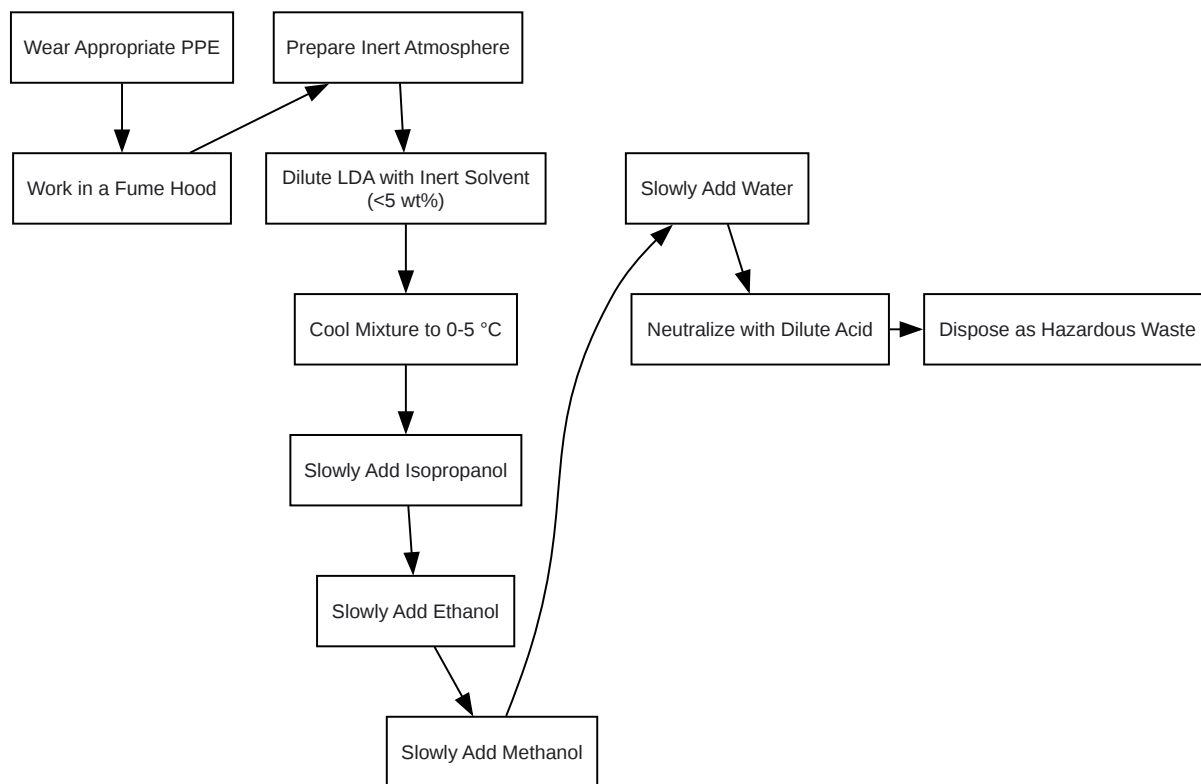 Wear Appropriate PPE
Work in a Fume Hood
Prepare Inert Atmosphere
Dilute LDA with Inert Solvent
(<5 wt%)
Cool Mixture to 0-5 °C
Slowly Add Isopropanol
Slowly Add Ethanol
Slowly Add Methanol
Slowly Add Water
Neutralize with Dilute Acid
Dispose as Hazardous Waste